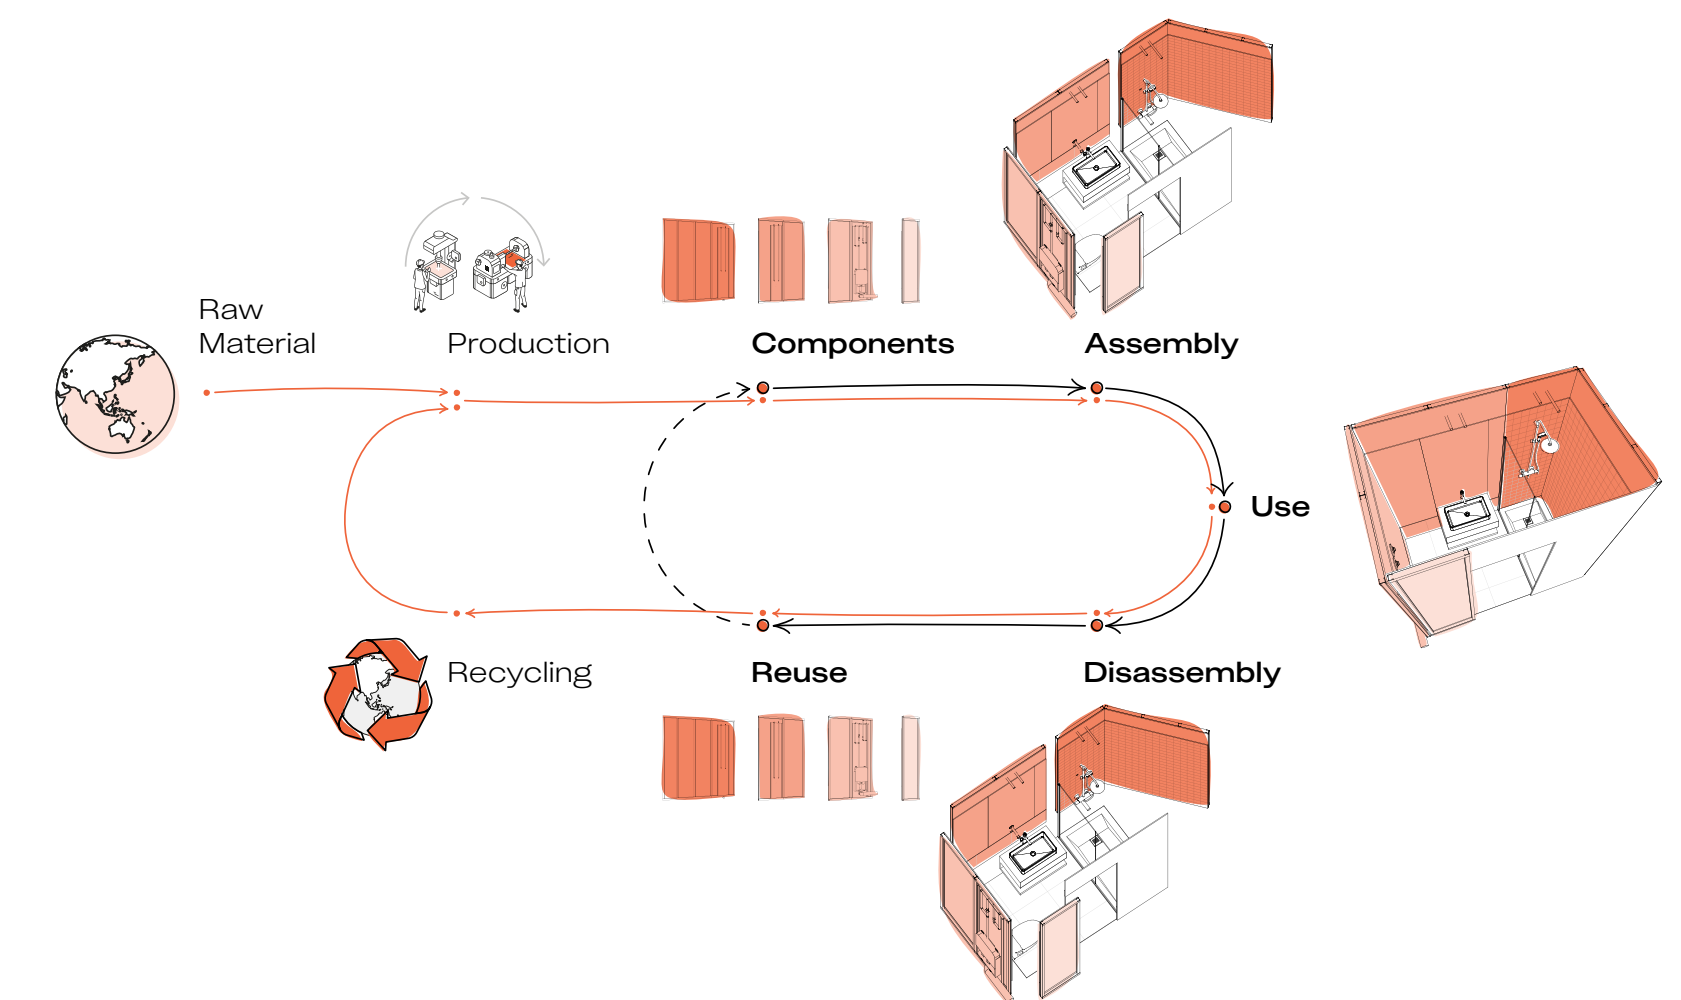 Raw
Material
Production
Components
Assembly
Use
Recycling
Reuse
Disassembly